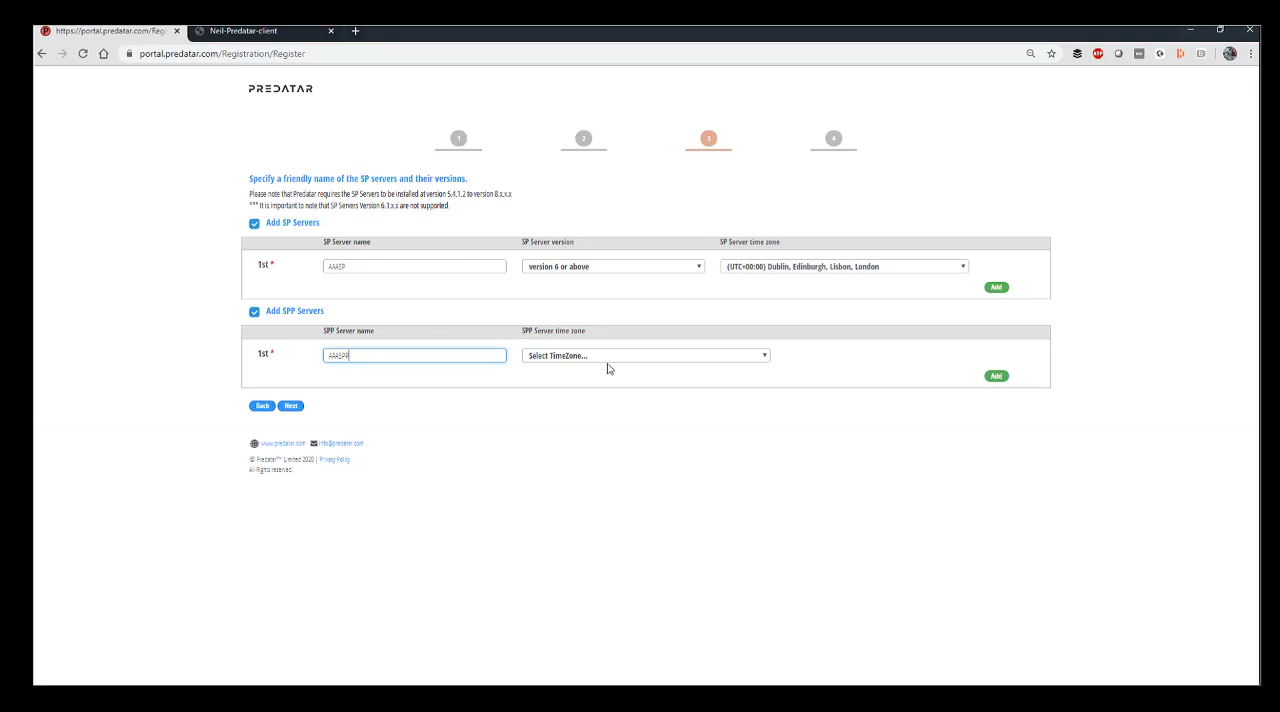 https://portal.predatar.com/Reg
Neil-Predatar-client
portal.predatar.com/Registration/Register
PREDATAR
1
2
3
4
Specify a friendly name of the SP servers and their versions.
Please note that Predatar requires the SP Servers to be installed at version 5.4.1.2 to version 8.x.x.x
*** It is important to note that SP Servers Version 6.1.x.x are not supported.
Add SP Servers
SP Server name SP Server version SP Server time zone
1st * AAASP version 6 or above (UTC+00:00) Dublin, Edinburgh, Lisbon, London
Add
Add SPP Servers
SPP Server name SPP Server time zone
1st * AAASPP Select TimeZone...
Add
Back Next
www.predatar.com info@predatar.com
© Predatar™ Limited 2020 | Privacy Policy
All Rights reserved.